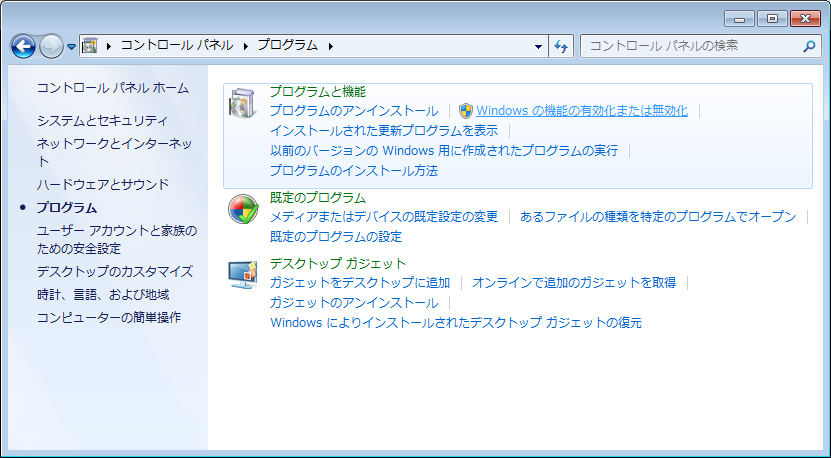 コントロール パネル ▸ プログラム ▸
コントロール パネルの検索
コントロール パネル ホーム
システムとセキュリティ
ネットワークとインターネッ
ト
ハードウェアとサウンド
プログラム
ユーザー アカウントと家族の
ための安全設定
デスクトップのカスタマイズ
時計、言語、および地域
コンピューターの簡単操作
プログラムと機能
プログラムのアンインストール | Windows の機能の有効化または無効化 |
インストールされた更新プログラムを表示 |
以前のバージョンの Windows 用に作成されたプログラムの実行 |
プログラムのインストール方法
既定のプログラム
メディアまたはデバイスの既定設定の変更 | あるファイルの種類を特定のプログラムでオープン |
既定のプログラムの設定
デスクトップ ガジェット
ガジェットをデスクトップに追加 | オンラインで追加のガジェットを取得 |
ガジェットのアンインストール |
Windows によりインストールされたデスクトップ ガジェットの復元